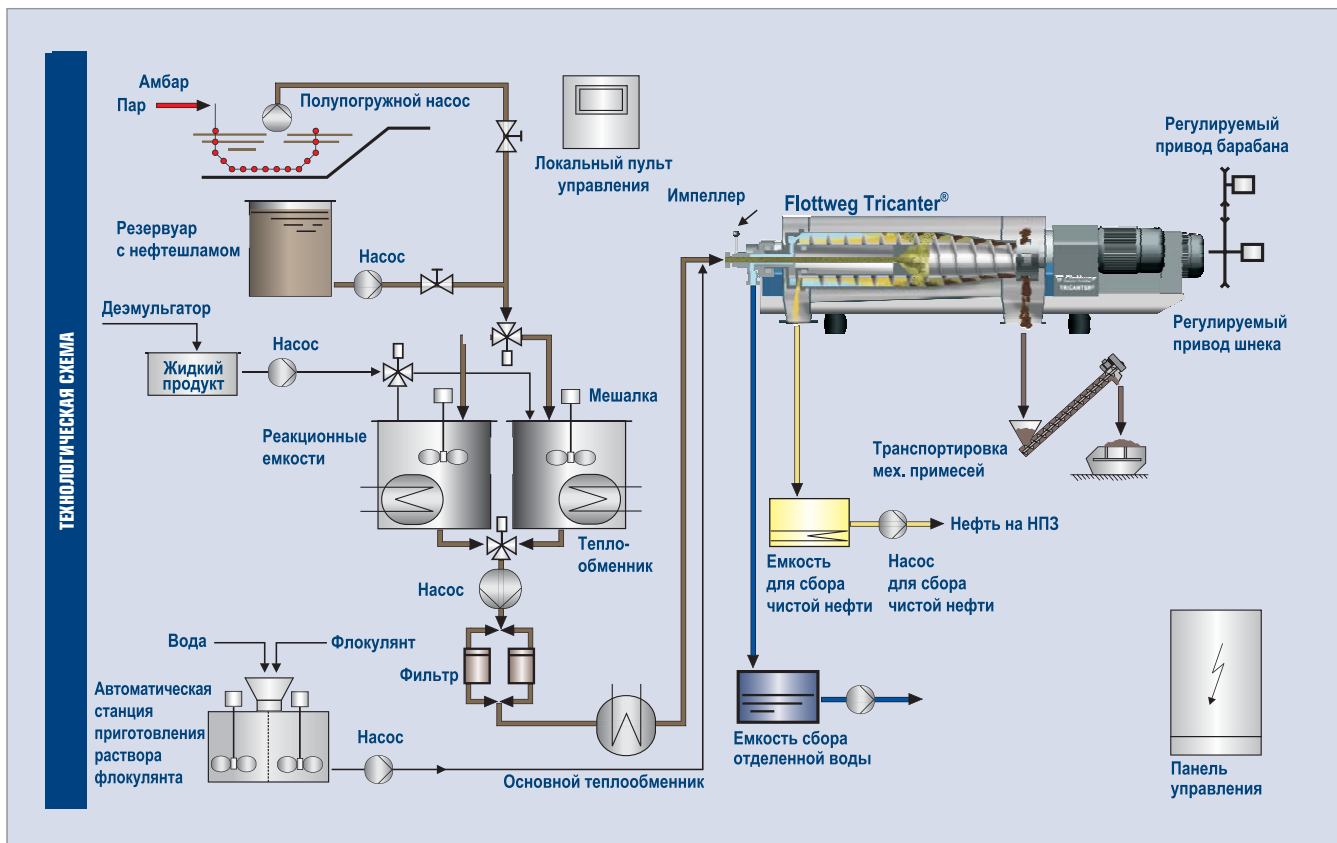 ТЕХНОЛОГИЧЕСКАЯ СХЕМА
Амбар
Пар
Полупогружной насос
Локальный пульт
управления
Резервуар
с нефтешламом
Насос
Деэмульгатор
Жидкий
продукт
Насос
Мешалка
Реакционные
емкости
Тепло-
обменник
Насос
Фильтр
Вода
Флокулянт
Автоматическая
станция
приготовления
раствора
флокулянта
Насос
Основной теплообменник
Импеллер
Flottweg Tricanter®
Flottweg
TRICANTER®
Регулируемый
привод барабана
Регулируемый
привод шнека
Транспортировка
мех. примесей
Нефть на НПЗ
Емкость
для сбора
чистой нефти
Насос
для сбора
чистой нефти
Емкость сбора
отделенной воды
Панель
управления